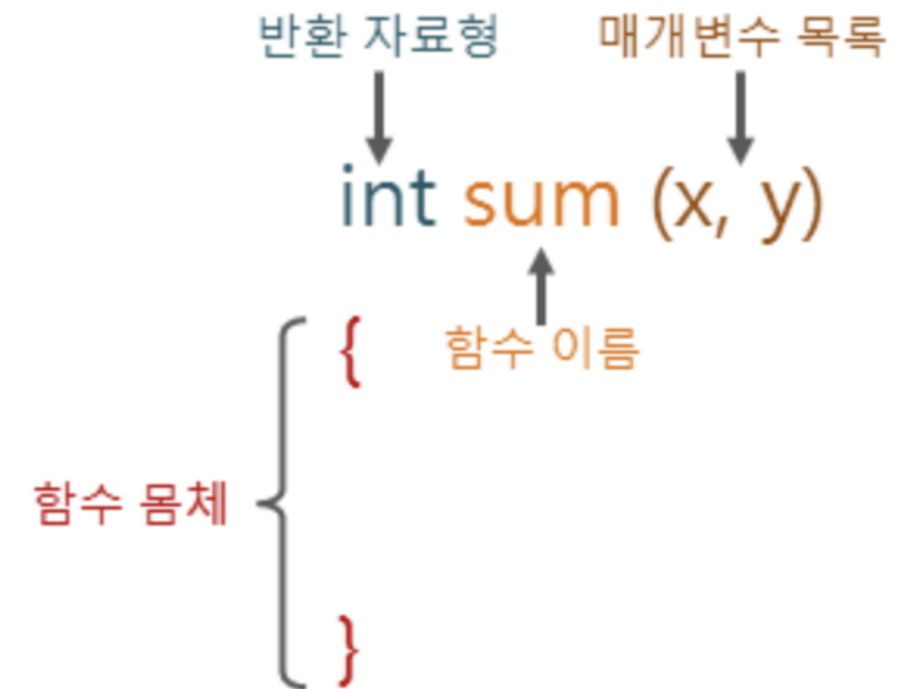 반환 자료형 매개변수 목록
int sum (x, y)
{ 함수 이름
함수 몸체
}